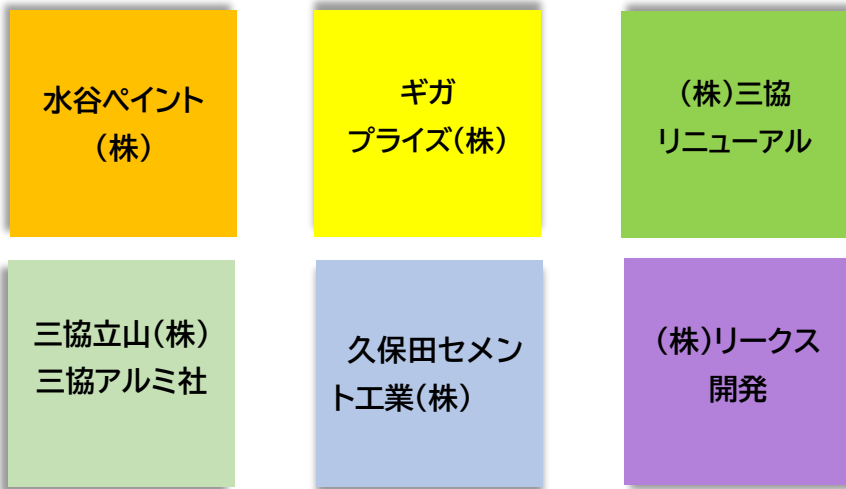 水谷ペイント
(株)
ギガ
プライズ(株)
(株)三協
リニューアル
三協立山(株)
三協アルミ社
久保田セメン
ト工業(株)
(株)リークス
開発